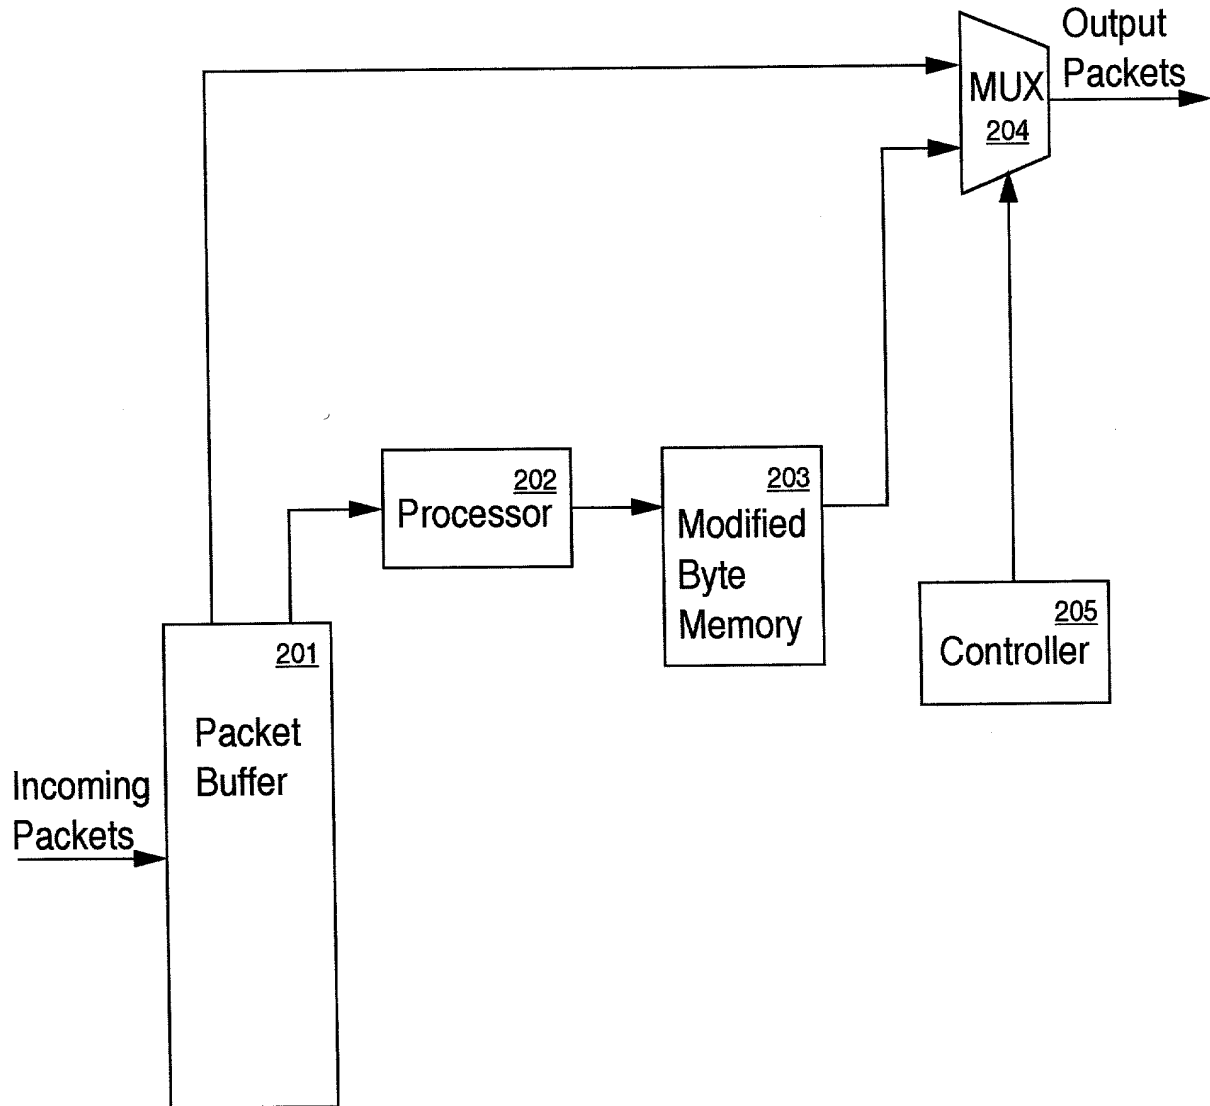 Output
Packets
MUX
204
202
Processor
203
Modified
Byte
Memory
205
Controller
201
Packet
Buffer
Incoming
Packets